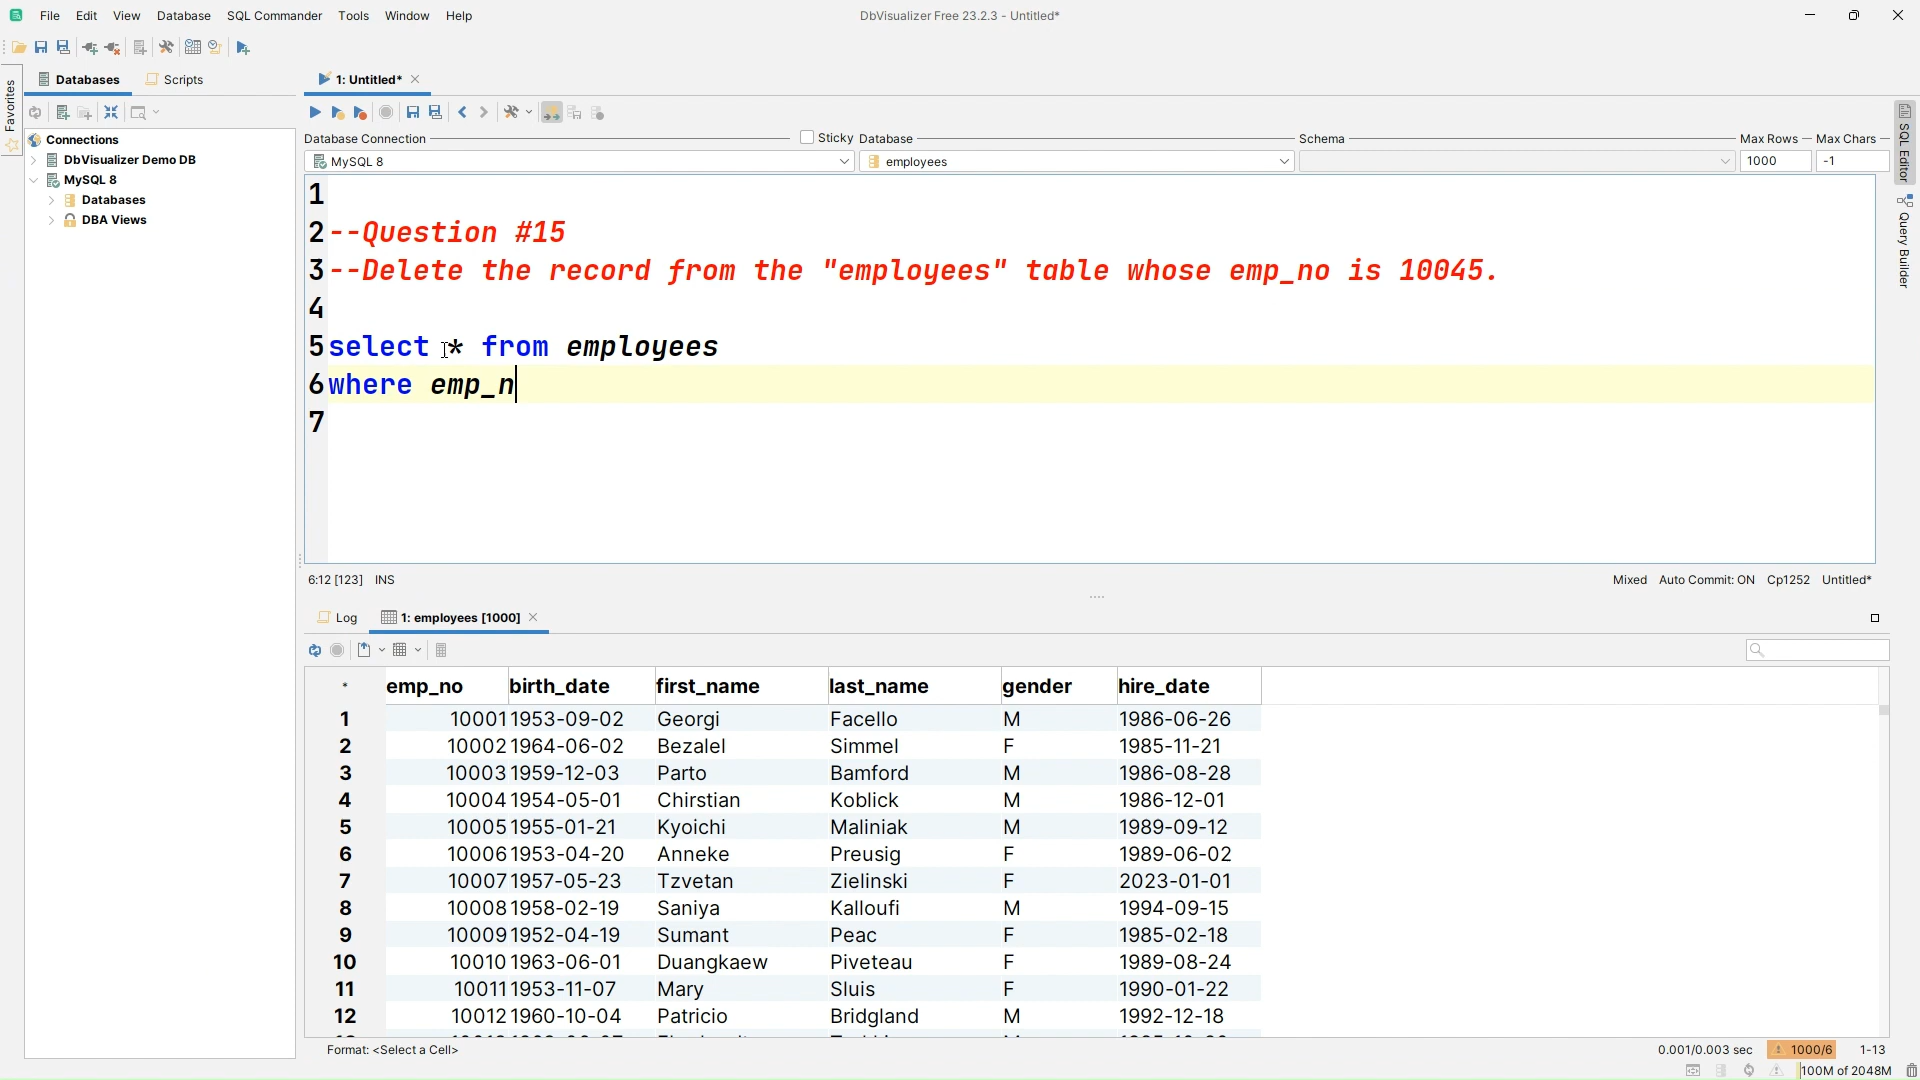 File Edit View Database SQL Commander Tools Window Help
DbVisualizer Free 23.2.3 - Untitled*
Favorites
Databases Scripts
1: Untitled*
Connections
DbVisualizer Demo DB
MySQL 8
Databases
DBA Views
Database Connection Sticky Database Schema Max Rows Max Chars
MySQL 8 employees 1000 -1
SQL Editor
Query Builder
1
2 --Question #15
3 --Delete the record from the "employees" table whose emp_no is 10045.
4
5 select * from employees
6 where emp_n
7
6:12 [123] INS
Mixed Auto Commit: ON Cp1252 Untitled*
Log 1: employees [1000]
* emp_no birth_date first_name last_name gender hire_date
1 10001 1953-09-02 Georgi Facello M 1986-06-26
2 10002 1964-06-02 Bezalel Simmel F 1985-11-21
3 10003 1959-12-03 Parto Bamford M 1986-08-28
4 10004 1954-05-01 Chirstian Koblick M 1986-12-01
5 10005 1955-01-21 Kyoichi Maliniak M 1989-09-12
6 10006 1953-04-20 Anneke Preusig F 1989-06-02
7 10007 1957-05-23 Tzvetan Zielinski F 2023-01-01
8 10008 1958-02-19 Saniya Kalloufi M 1994-09-15
9 10009 1952-04-19 Sumant Peac F 1985-02-18
10 10010 1963-06-01 Duangkaew Piveteau F 1989-08-24
11 10011 1953-11-07 Mary Sluis F 1990-01-22
12 10012 1960-10-04 Patricio Bridgland M 1992-12-18
Format: <Select a Cell>
0.001/0.003 sec 1000/6 1-13
100M of 2048M